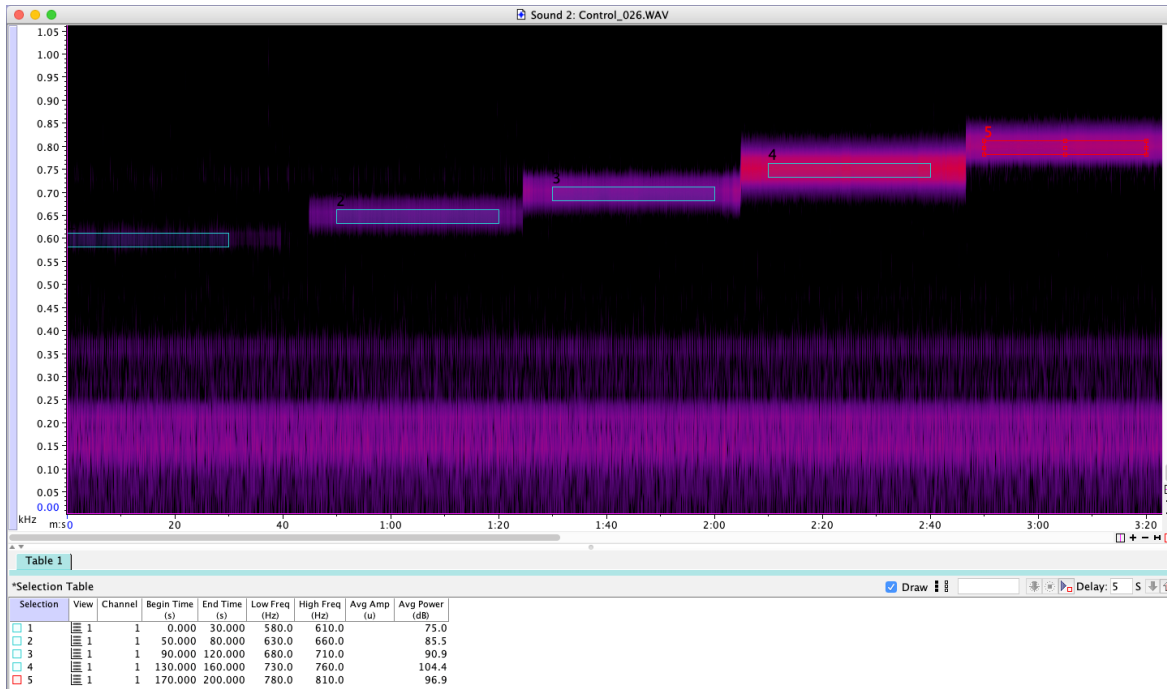 Sound 2: Control_026.WAV
1.05
1.00
0.95
0.90
0.85
0.80
0.75
0.70
0.65
0.60
0.55
0.50
0.45
0.40
0.35
0.30
0.25
0.20
0.15
0.10
0.05
0.00
kHz
2
3
4
5
m:s 0 20 40 1:00 1:20 1:40 2:00 2:20 2:40 3:00 3:20
Table 1
*Selection Table Draw Delay: 5 S
Selection View Channel Begin Time (s) End Time (s) Low Freq (Hz) High Freq (Hz) Avg Amp (u) Avg Power (dB)
1 1 1 0.000 30.000 580.0 610.0 75.0
2 1 1 50.000 80.000 630.0 660.0 85.5
3 1 1 90.000 120.000 680.0 710.0 90.9
4 1 1 130.000 160.000 730.0 760.0 104.4
5 1 1 170.000 200.000 780.0 810.0 96.9